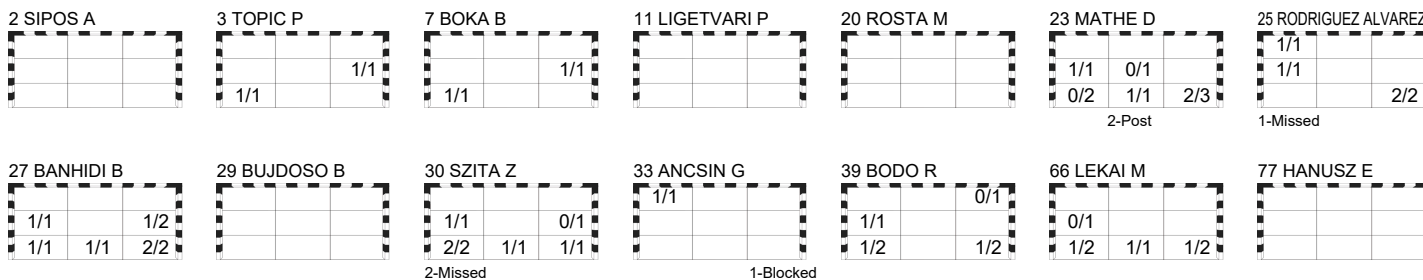 2 SIPOS A 3 TOPIC P 7 BOKA B 11 LIGETVARI P 20 ROSTA M 23 MATHE D 25 RODRIGUEZ ALVAREZ
1/1
1/1 1/1 1/1 0/1 1/1
1/1 1/1 0/2 1/1 2/3 2/2
2-Post 1-Missed
27 BANHIDI B 29 BUJDOSO B 30 SZITA Z 33 ANCSIN G 39 BODO R 66 LEKAI M 77 HANUSZ E
1/1 0/1
1/1 1/2 1/1 0/1 1/1 0/1
1/1 1/1 2/2 2/2 1/1 1/1 1/2 1/2 1/2 1/1 1/2
2-Missed 1-Blocked